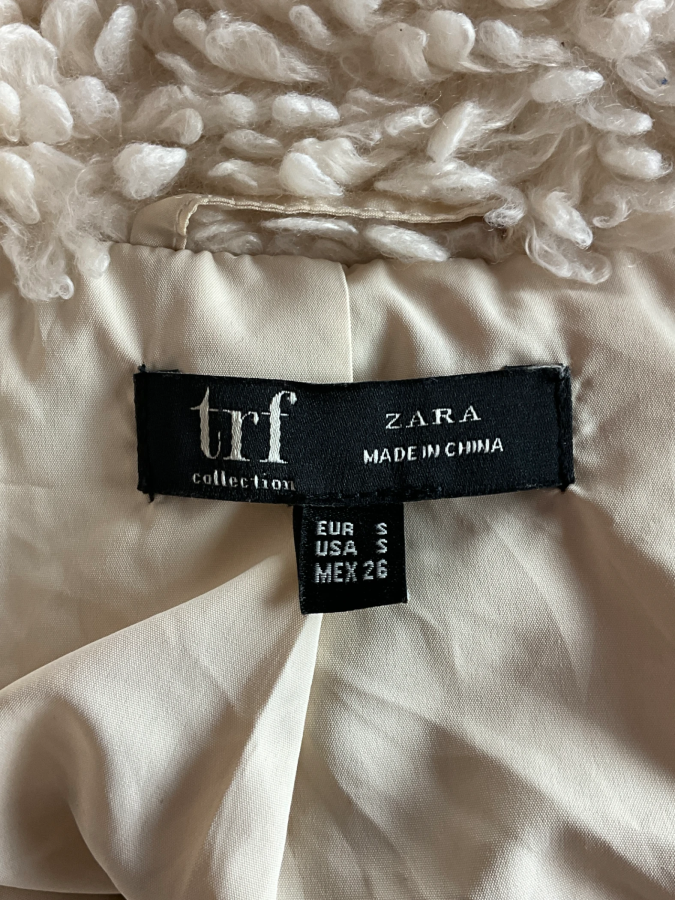 trf
collection
ZARA
MADE IN CHINA
EUR S
USA S
MEX 26